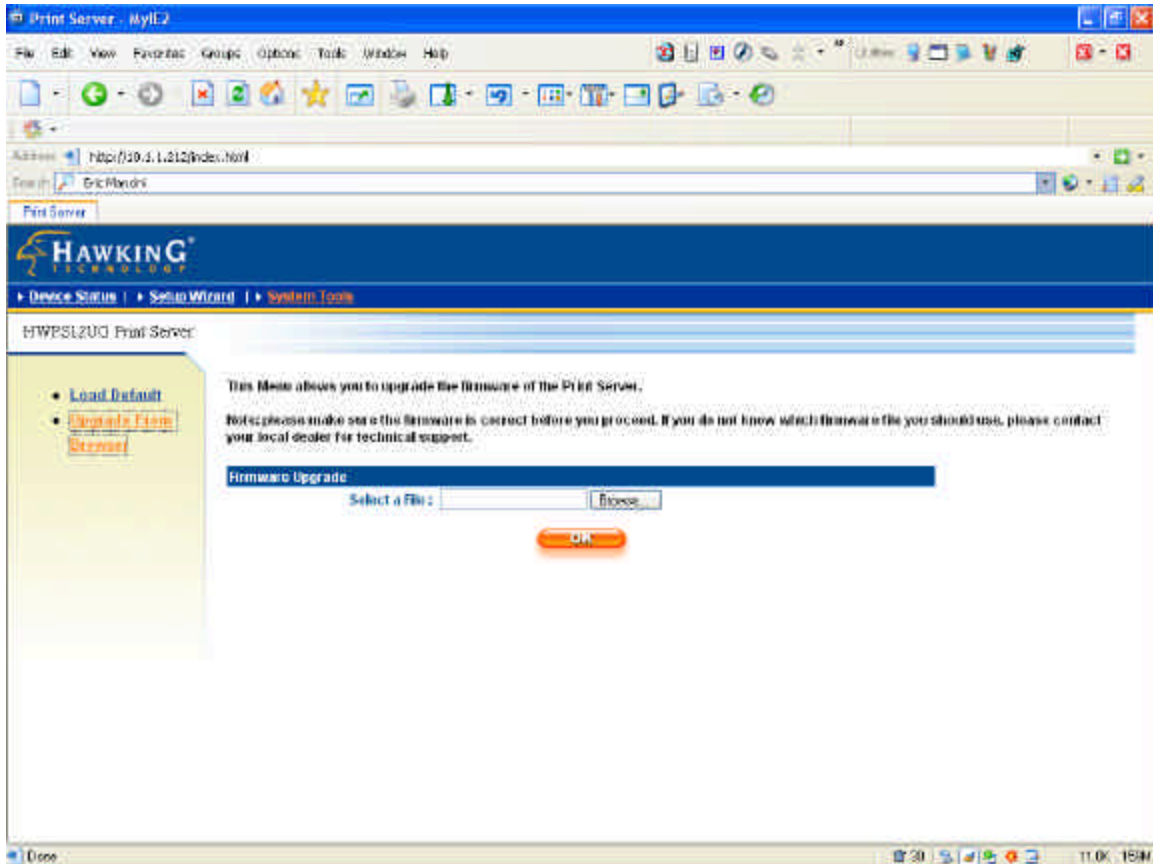 Print Server - MyIE2
File Edit View Favorites Groups Options Tools Window Help
Address http://10.1.1.212/index.html
Search
Print Server
HAWKING
TECHNOLOGY
Device Status | Setup Wizard | System Tools
HWPSL2UG Print Server
Load Default
Upgrade From
Browser
This Menu allows you to upgrade the firmware of the Print Server.
Note:please make sure the firmware is correct before you proceed. If you do not know which firmware file you should use, please contact
your local dealer for technical support.
Firmware Upgrade
Select a File :
Browse...
OK
Done